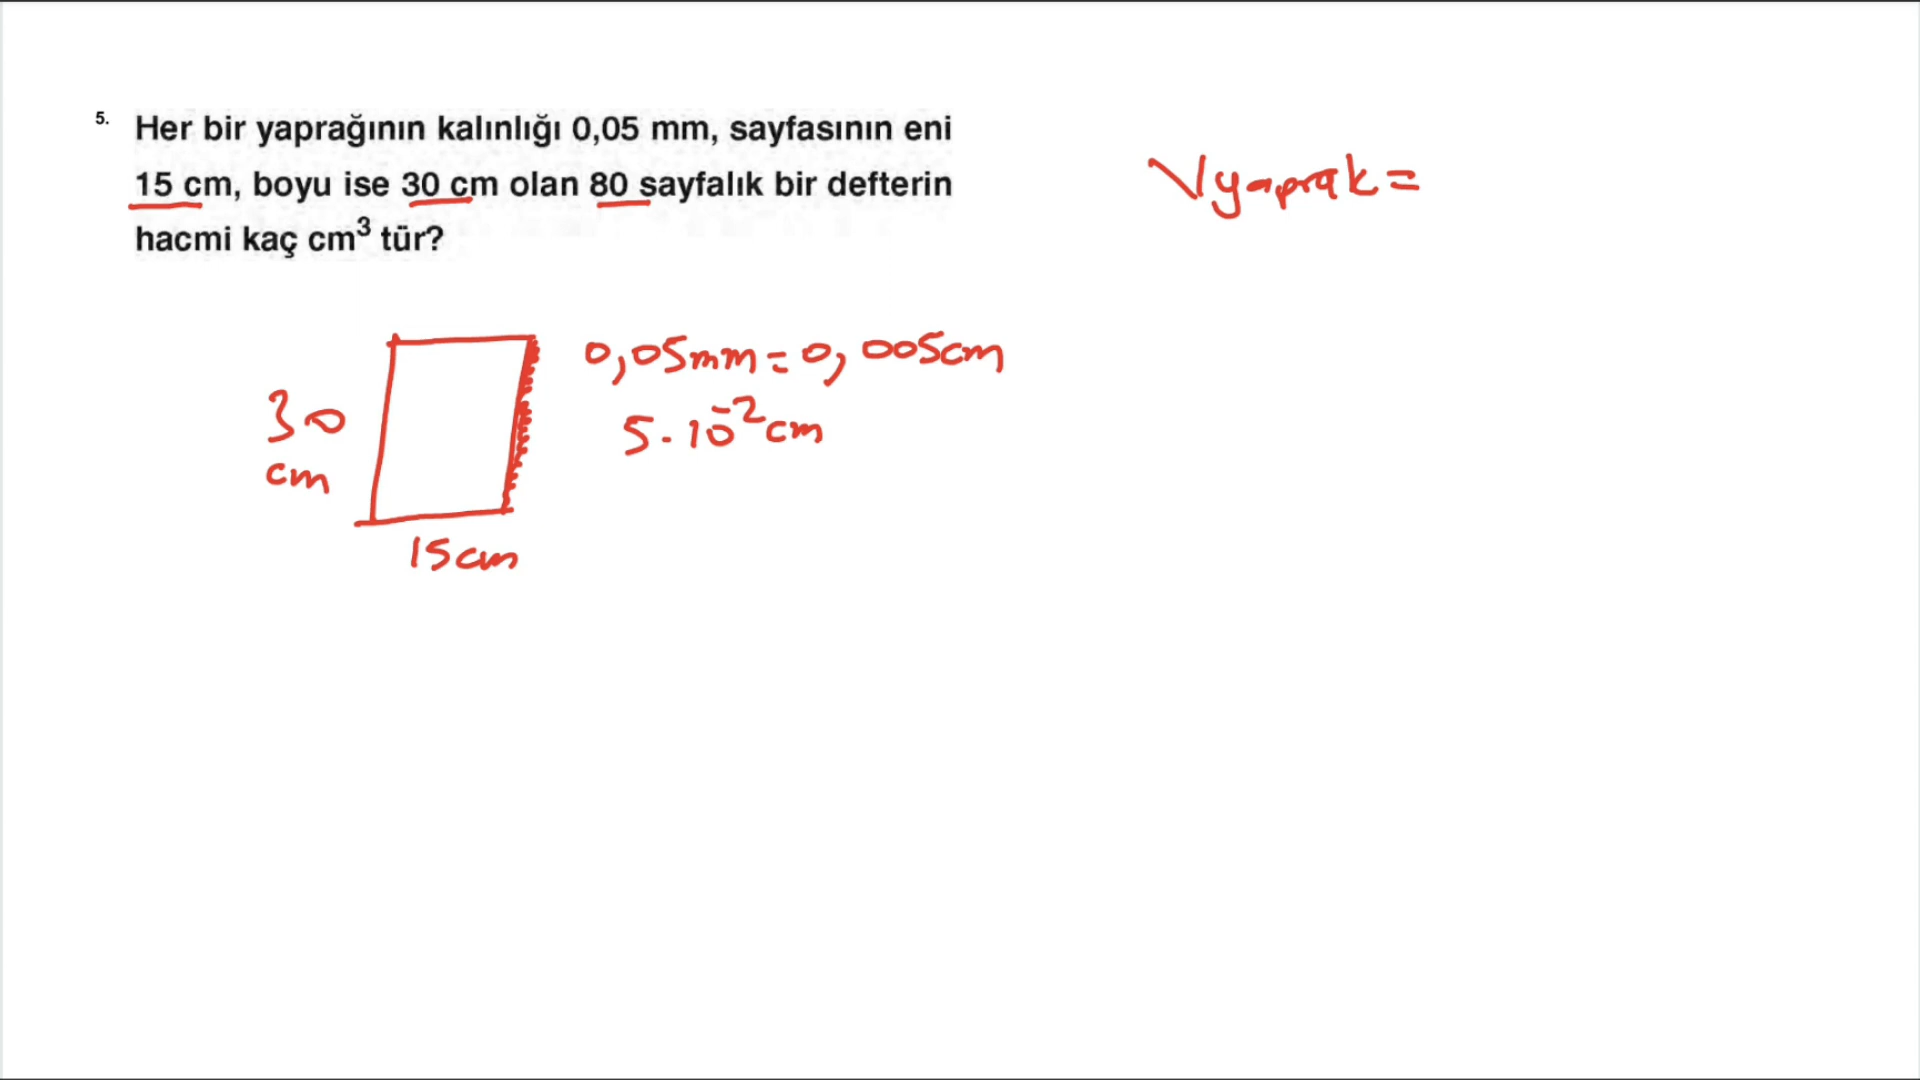 5. Her bir yaprağının kalınlığı 0,05 mm, sayfasının eni
15 cm, boyu ise 30 cm olan 80 sayfalık bir defterin
hacmi kaç cm³ tür?
Vyaprak =
0,05mm = 0,005cm
5.10⁻²cm
30
cm
15cm